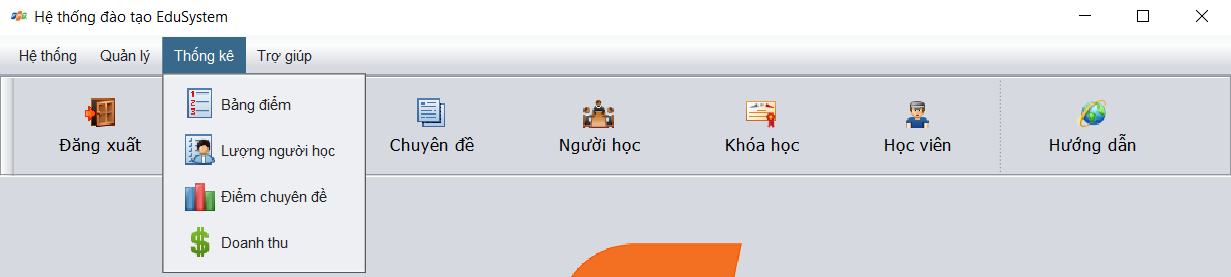 Hệ thống đào tạo EduSystem
Hệ thống Quản lý Thống kê Trợ giúp
Bảng điểm
Lượng người học
Điểm chuyên đề
Doanh thu
Đăng xuất Chuyên đề Người học Khóa học Học viên Hướng dẫn